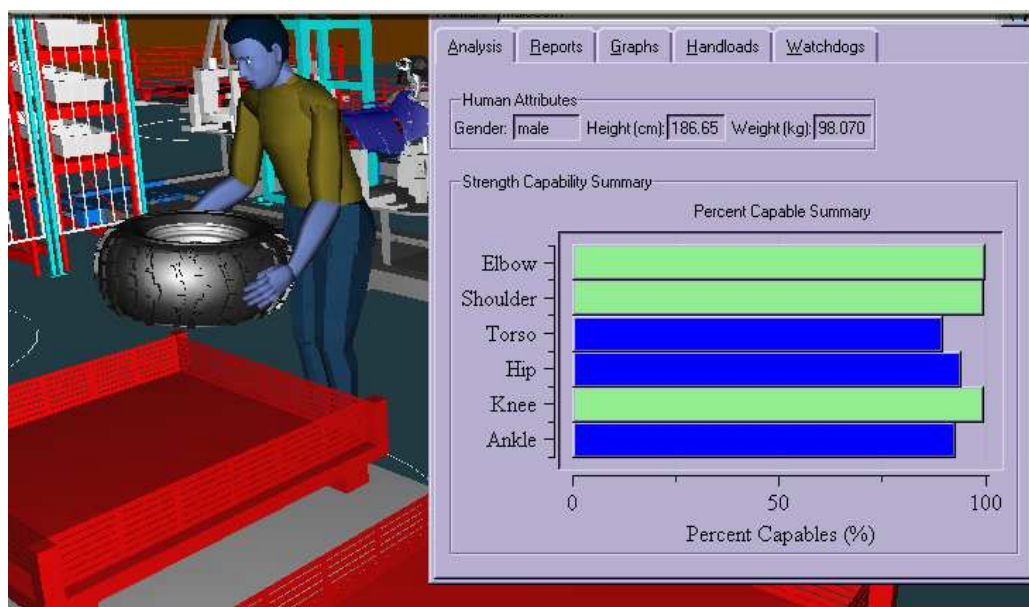 Analysis Reports Graphs Handloads Watchdogs
Human Attributes
Gender: male Height (cm): 186.65 Weight (kg): 98.070
Strength Capability Summary
Percent Capable Summary
Elbow
Shoulder
Torso
Hip
Knee
Ankle
0 50 100
Percent Capables (%)